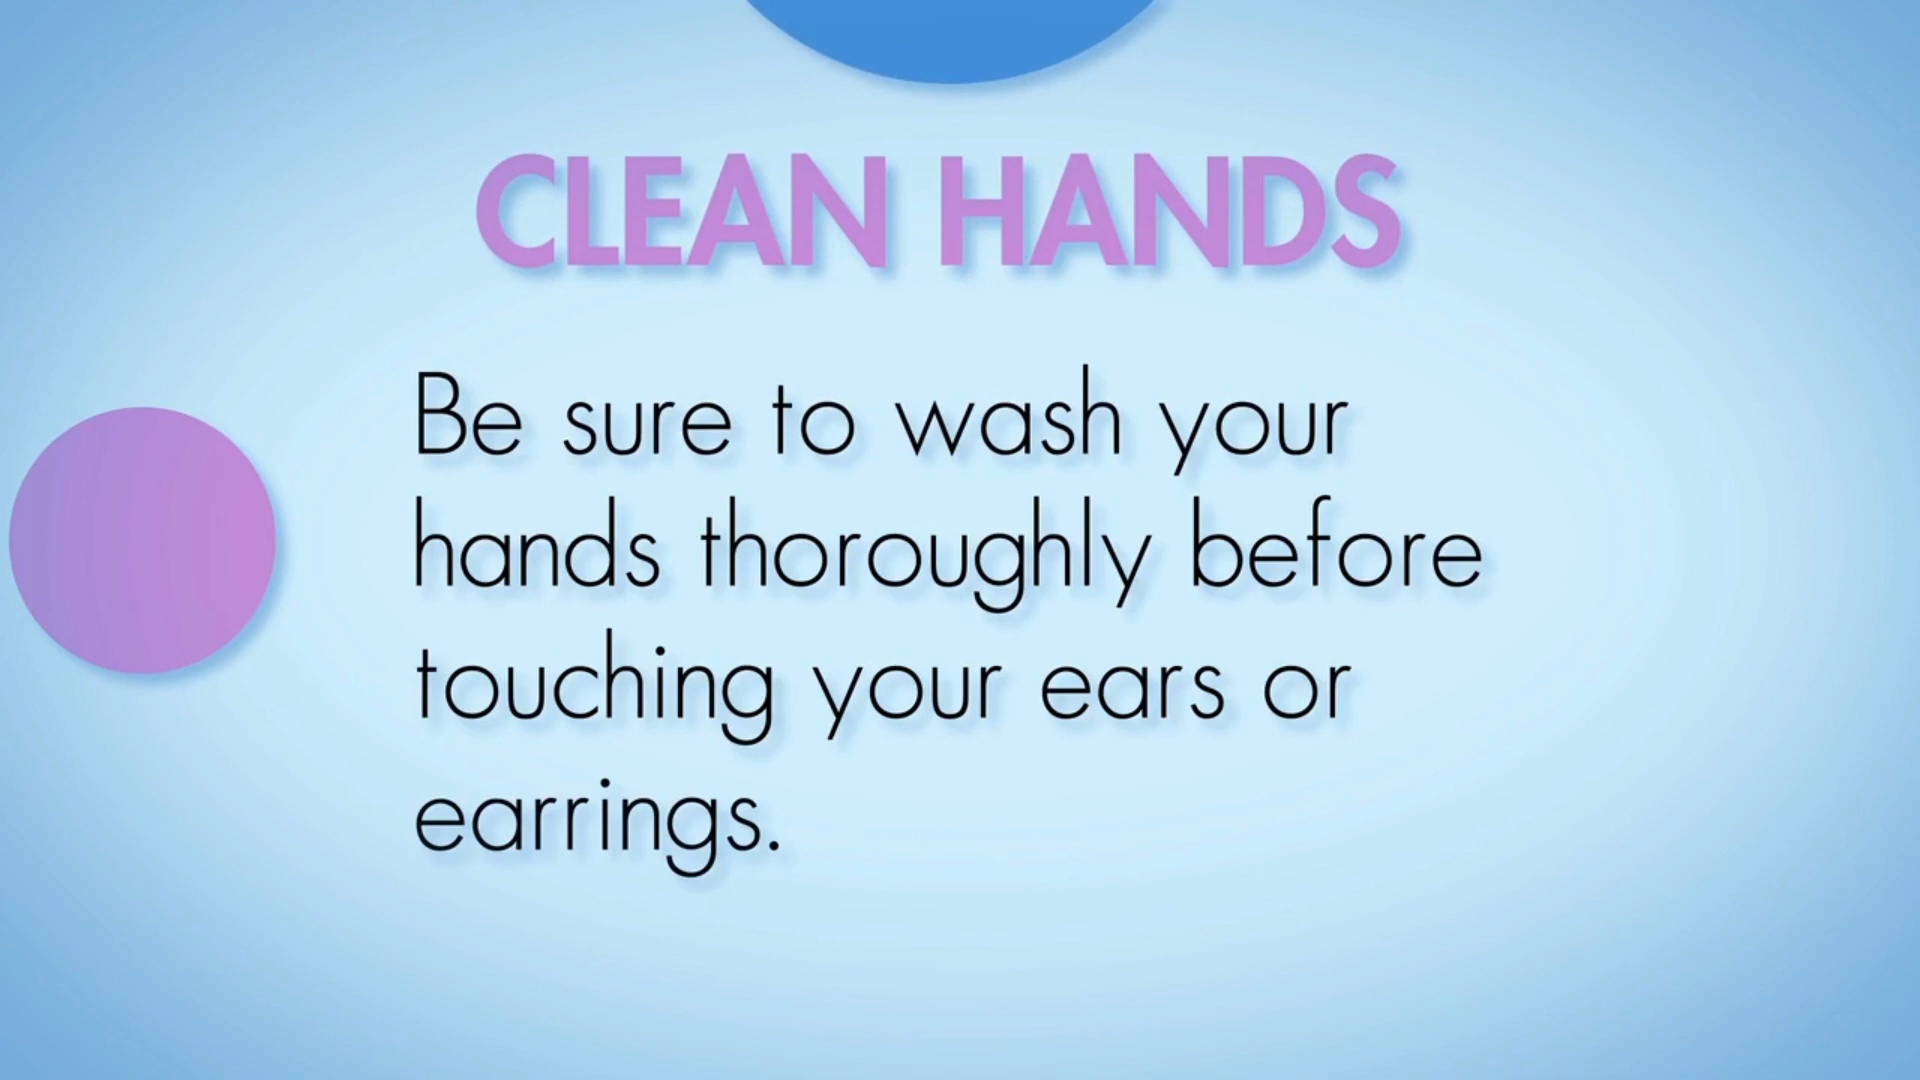 CLEAN HANDS
Be sure to wash your
hands thoroughly before
touching your ears or
earrings.